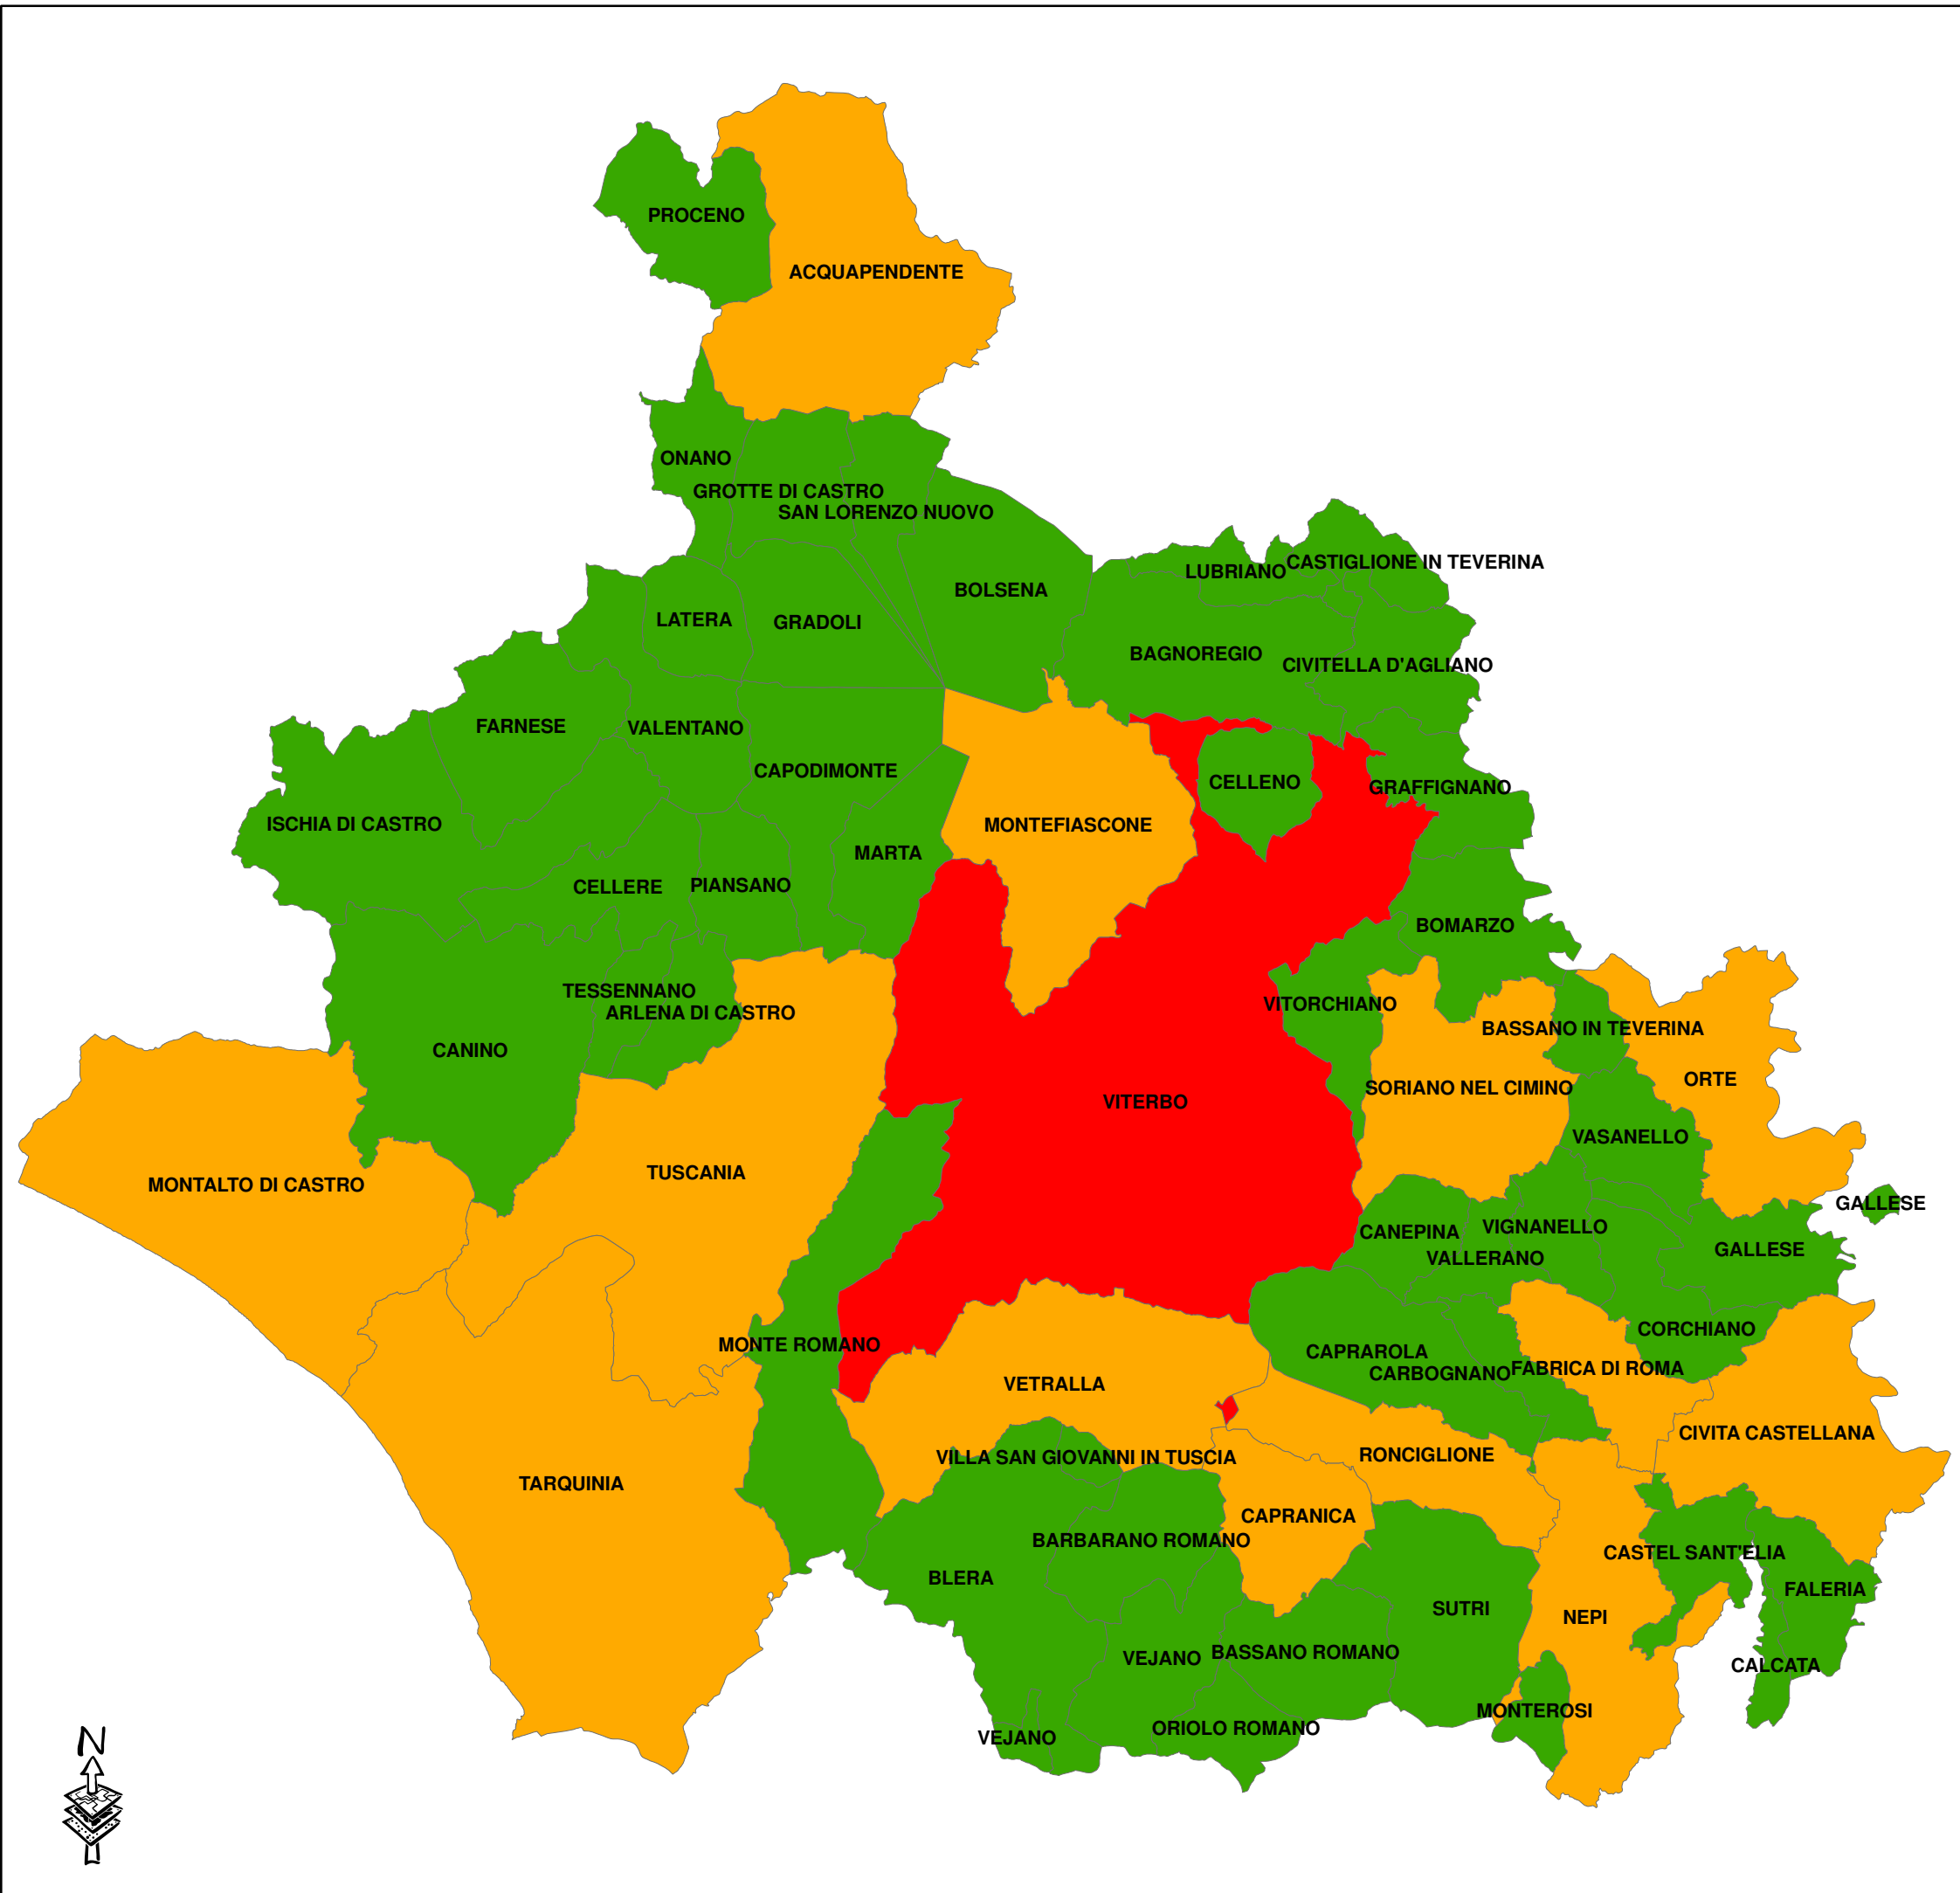 PROCENO
ACQUAPENDENTE
ONANO
GROTTE DI CASTRO
SAN LORENZO NUOVO
CASTIGLIONE IN TEVERINA
LUBRIANO
BOLSENA
LATERA
GRADOLI
BAGNOREGIO
CIVITELLA D'AGLIANO
FARNESE
VALENTANO
CAPODIMONTE
CELLENO
GRAFFIGNANO
ISCHIA DI CASTRO
MONTEFIASCONE
MARTA
CELLERE
PIANSANO
BOMARZO
TESSENNANO
VITORCHIANO
ARLENA DI CASTRO
BASSANO IN TEVERINA
CANINO
ORTE
SORIANO NEL CIMINO
VITERBO
VASANELLO
TUSCANIA
MONTALTO DI CASTRO
GALLESE
CANEPINA
VIGNANELLO
GALLESE
VALLERANO
CORCHIANO
MONTE ROMANO
CAPRAROLA
FABRICA DI ROMA
CARBOGNANO
VETRALLA
CIVITA CASTELLANA
RONCIGLIONE
VILLA SAN GIOVANNI IN TUSCIA
TARQUINIA
CAPRANICA
BARBARANO ROMANO
CASTEL SANT'ELIA
BLERA
FALERIA
SUTRI
NEPI
BASSANO ROMANO
VEJANO
CALCATA
MONTEROSI
ORIOLO ROMANO
VEJANO
N